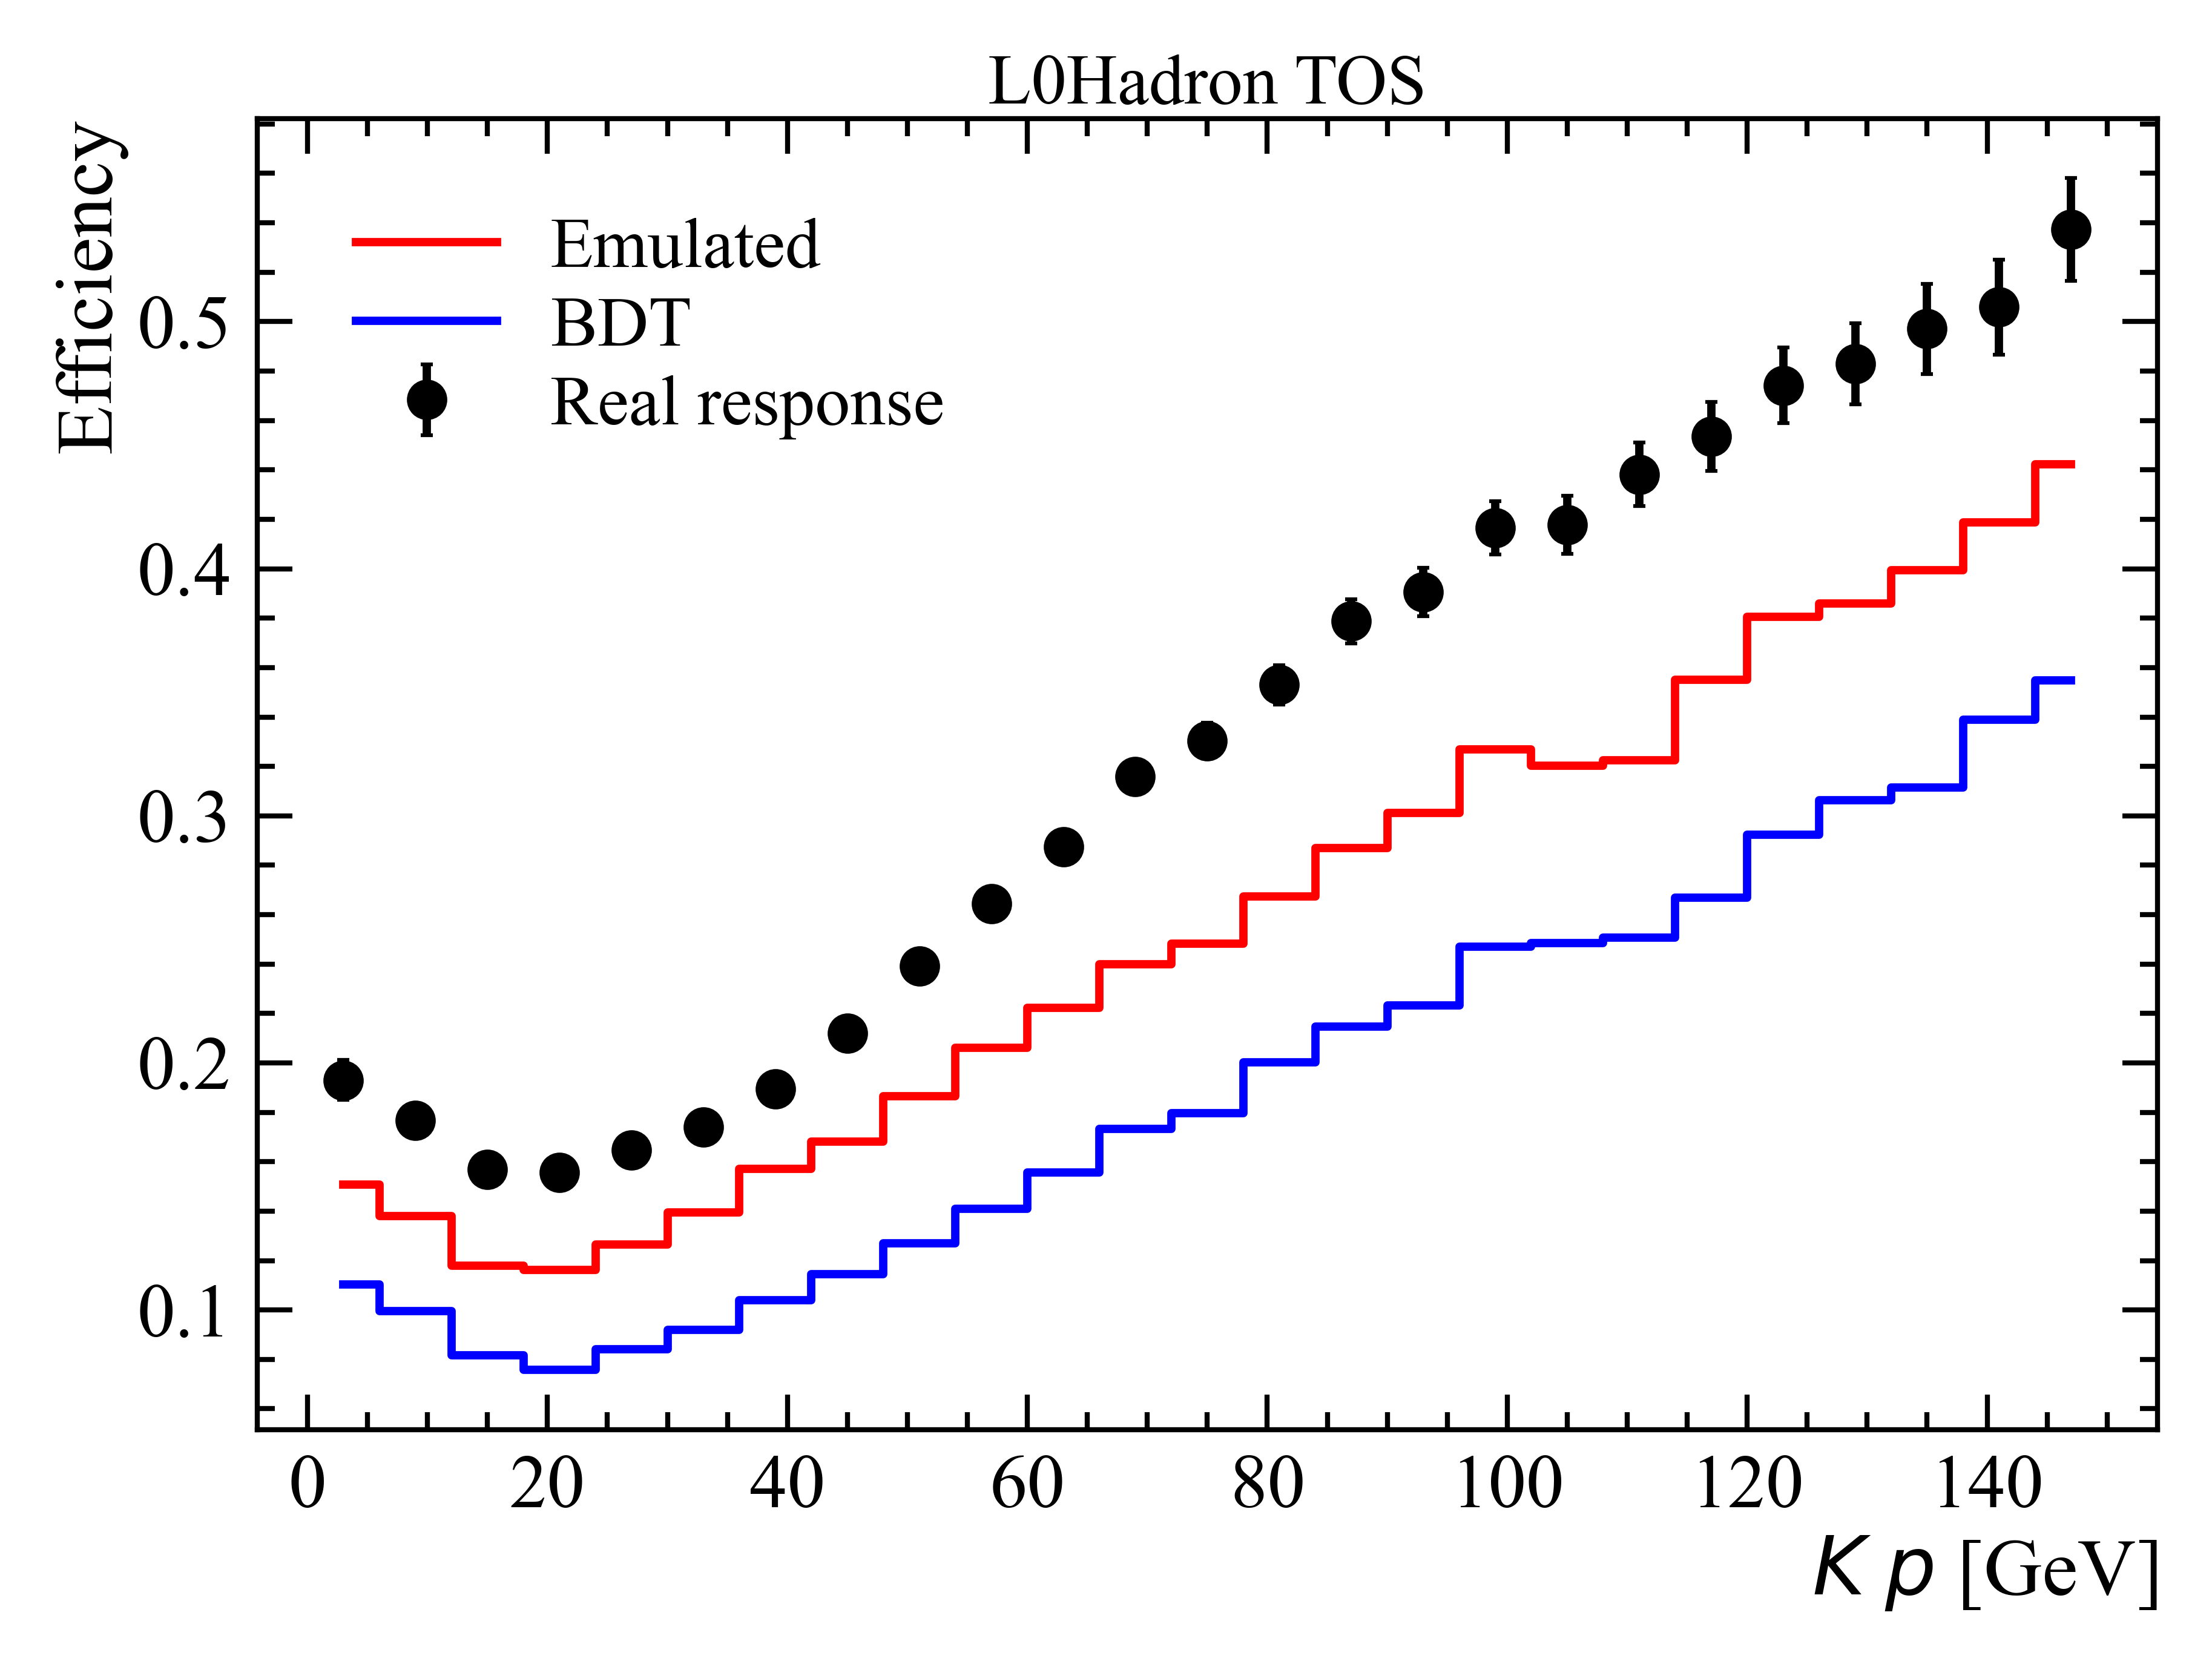 L0Hadron TOS
Efficiency
Emulated
BDT
Real response
0.5
0.4
0.3
0.2
0.1
0 20 40 60 80 100 120 140
K p [GeV]